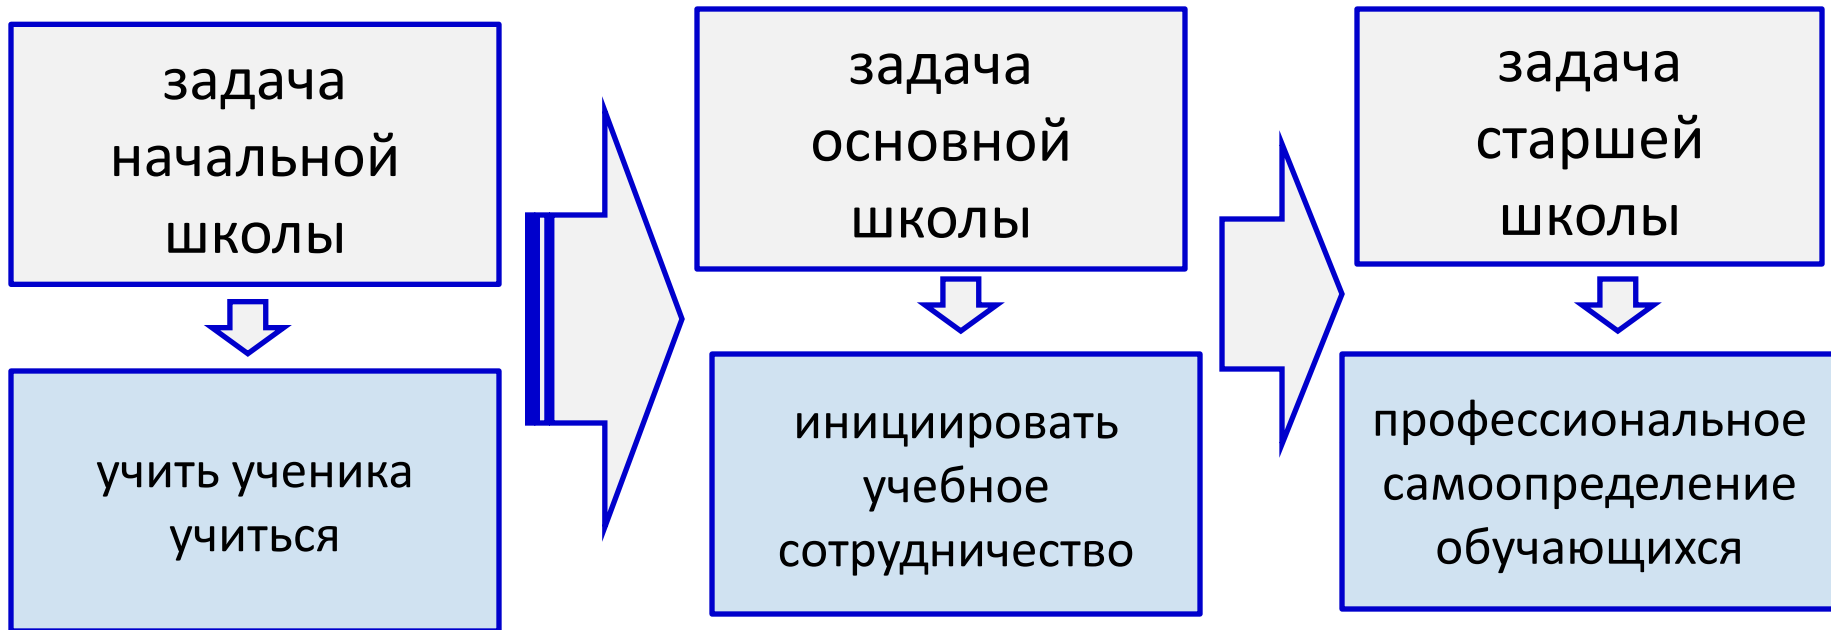 задача
начальной
школы
учить ученика
учиться
задача
основной
школы
инициировать
учебное
сотрудничество
задача
старшей
школы
профессиональное
самоопределение
обучающихся